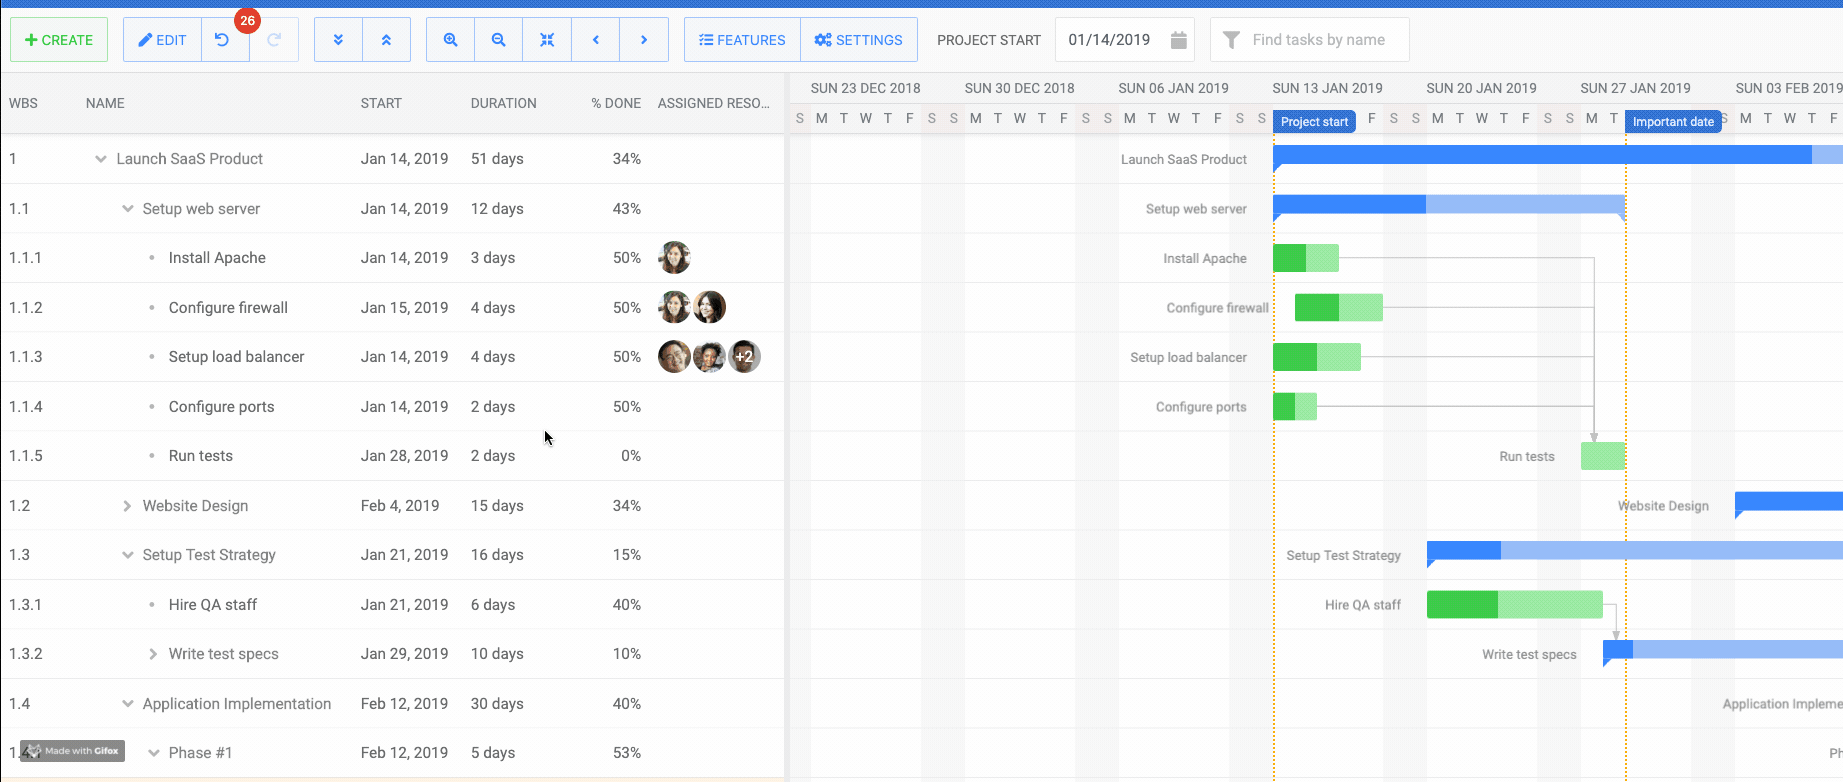 26
CREATE EDIT FEATURES SETTINGS PROJECT START 01/14/2019 Find tasks by name
WBS NAME START DURATION % DONE ASSIGNED RESO...
SUN 23 DEC 2018 SUN 30 DEC 2018 SUN 06 JAN 2019 SUN 13 JAN 2019 SUN 20 JAN 2019 SUN 27 JAN 2019 SUN 03 FEB 2019
S M T W T F S S M T W T F S S M T W T F S S Project start F S S M T W T F S S M T Important date S M T W T F
1 Launch SaaS Product Jan 14, 2019 51 days 34% Launch SaaS Product
1.1 Setup web server Jan 14, 2019 12 days 43% Setup web server
1.1.1 Install Apache Jan 14, 2019 3 days 50% Install Apache
1.1.2 Configure firewall Jan 15, 2019 4 days 50% Configure firewall
1.1.3 Setup load balancer Jan 14, 2019 4 days 50% +2 Setup load balancer
1.1.4 Configure ports Jan 14, 2019 2 days 50% Configure ports
1.1.5 Run tests Jan 28, 2019 2 days 0% Run tests
1.2 Website Design Feb 4, 2019 15 days 34% Website Design
1.3 Setup Test Strategy Jan 21, 2019 16 days 15% Setup Test Strategy
1.3.1 Hire QA staff Jan 21, 2019 6 days 40% Hire QA staff
1.3.2 Write test specs Jan 29, 2019 10 days 10% Write test specs
1.4 Application Implementation Feb 12, 2019 30 days 40% Application Impleme
Made with Gifox Phase #1 Feb 12, 2019 5 days 53% Ph